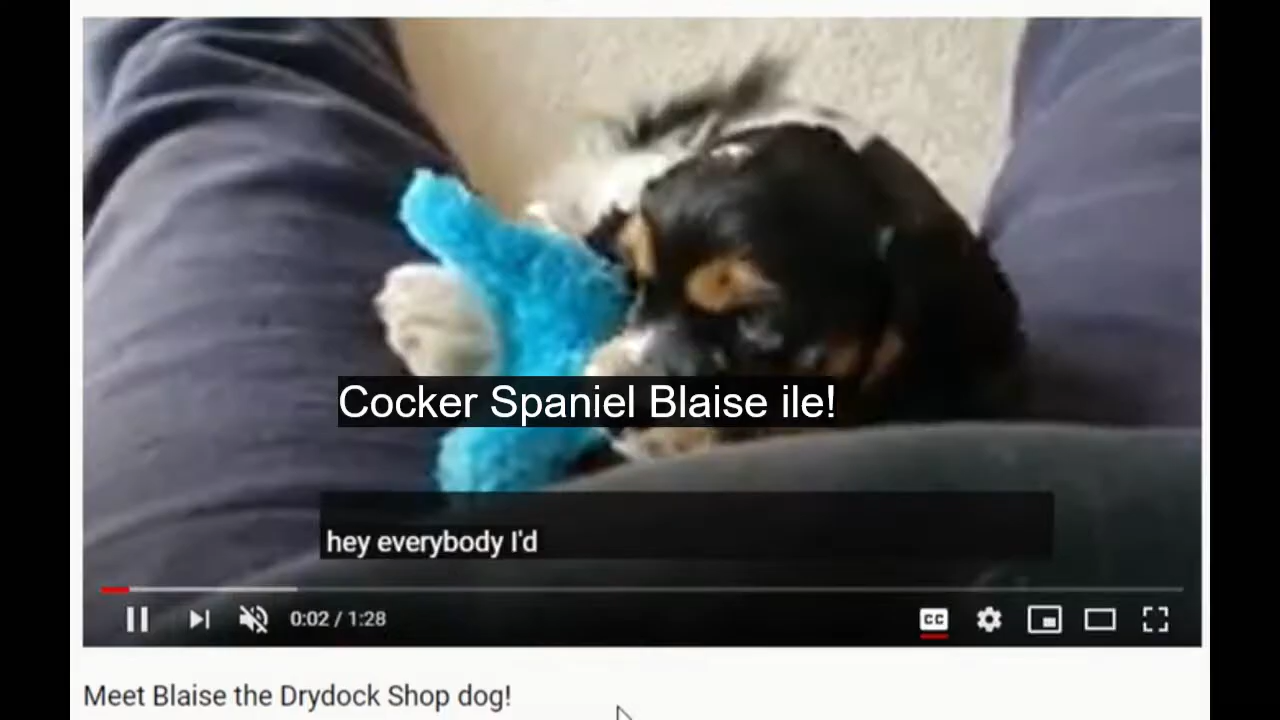 Cocker Spaniel Blaise ile!
hey everybody I'd
0:02 / 1:28
CC
Meet Blaise the Drydock Shop dog!